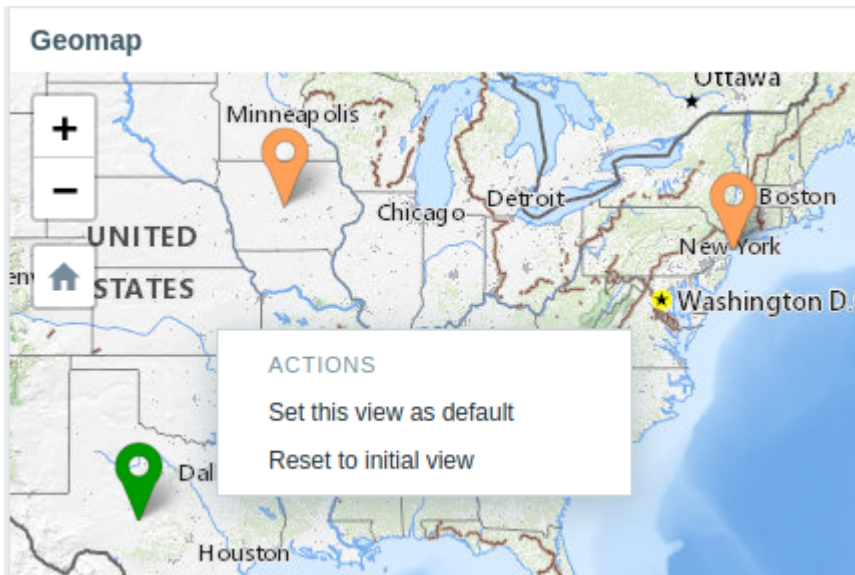 Geomap
Ottawa
+
Minneapolis
−
Chicago
Detroit
Boston
UNITED
New York
STATES
Washington D.
ACTIONS
Set this view as default
Reset to initial view
Dal
Houston